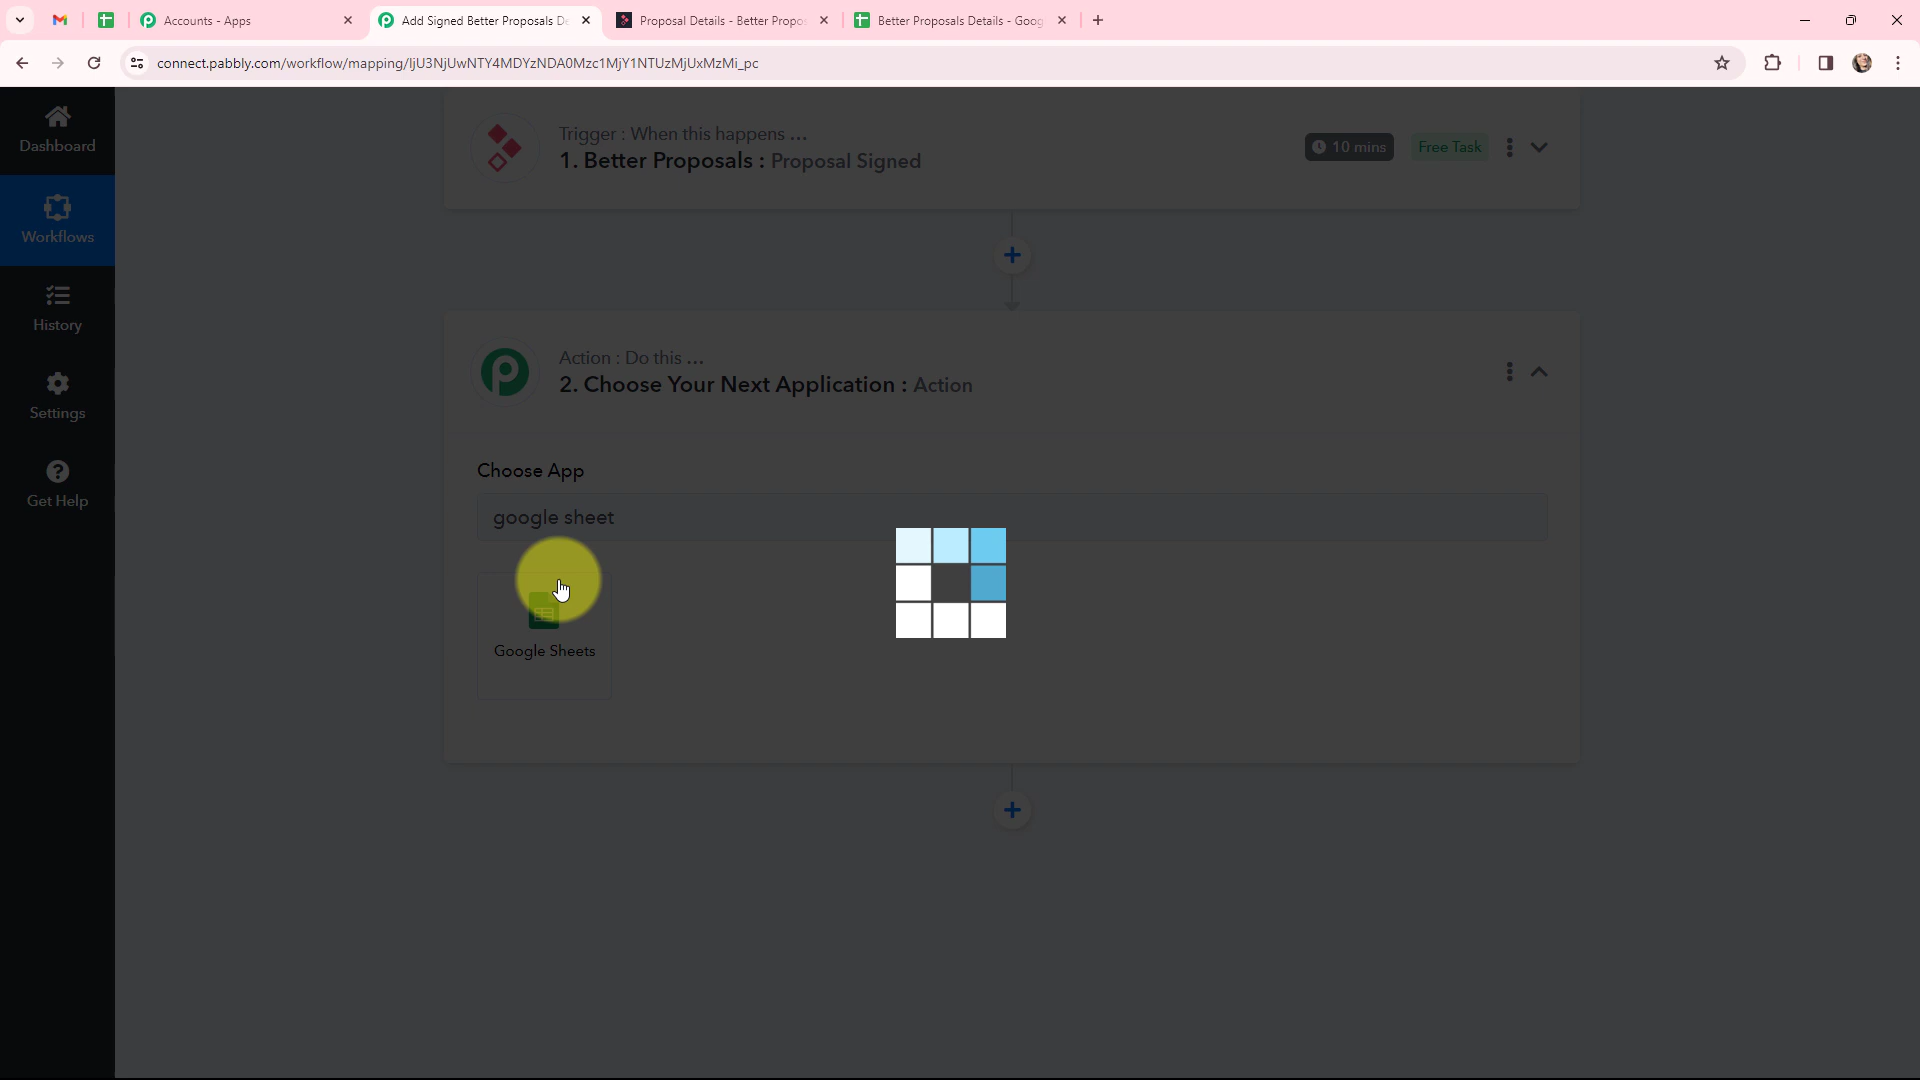 Accounts - Apps
Add Signed Better Proposals De
Proposal Details - Better Propos
Better Proposals Details - Goog
connect.pabbly.com/workflow/mapping/IjU3NjUwNTY4MDYzNDA0Mzc1MjY1NTUzMjUxMzMi_pc
Dashboard
Workflows
History
Settings
Get Help
Trigger : When this happens ...
1. Better Proposals : Proposal Signed
10 mins
Free Task
Action : Do this ...
2. Choose Your Next Application : Action
Choose App
google sheet
Google Sheets